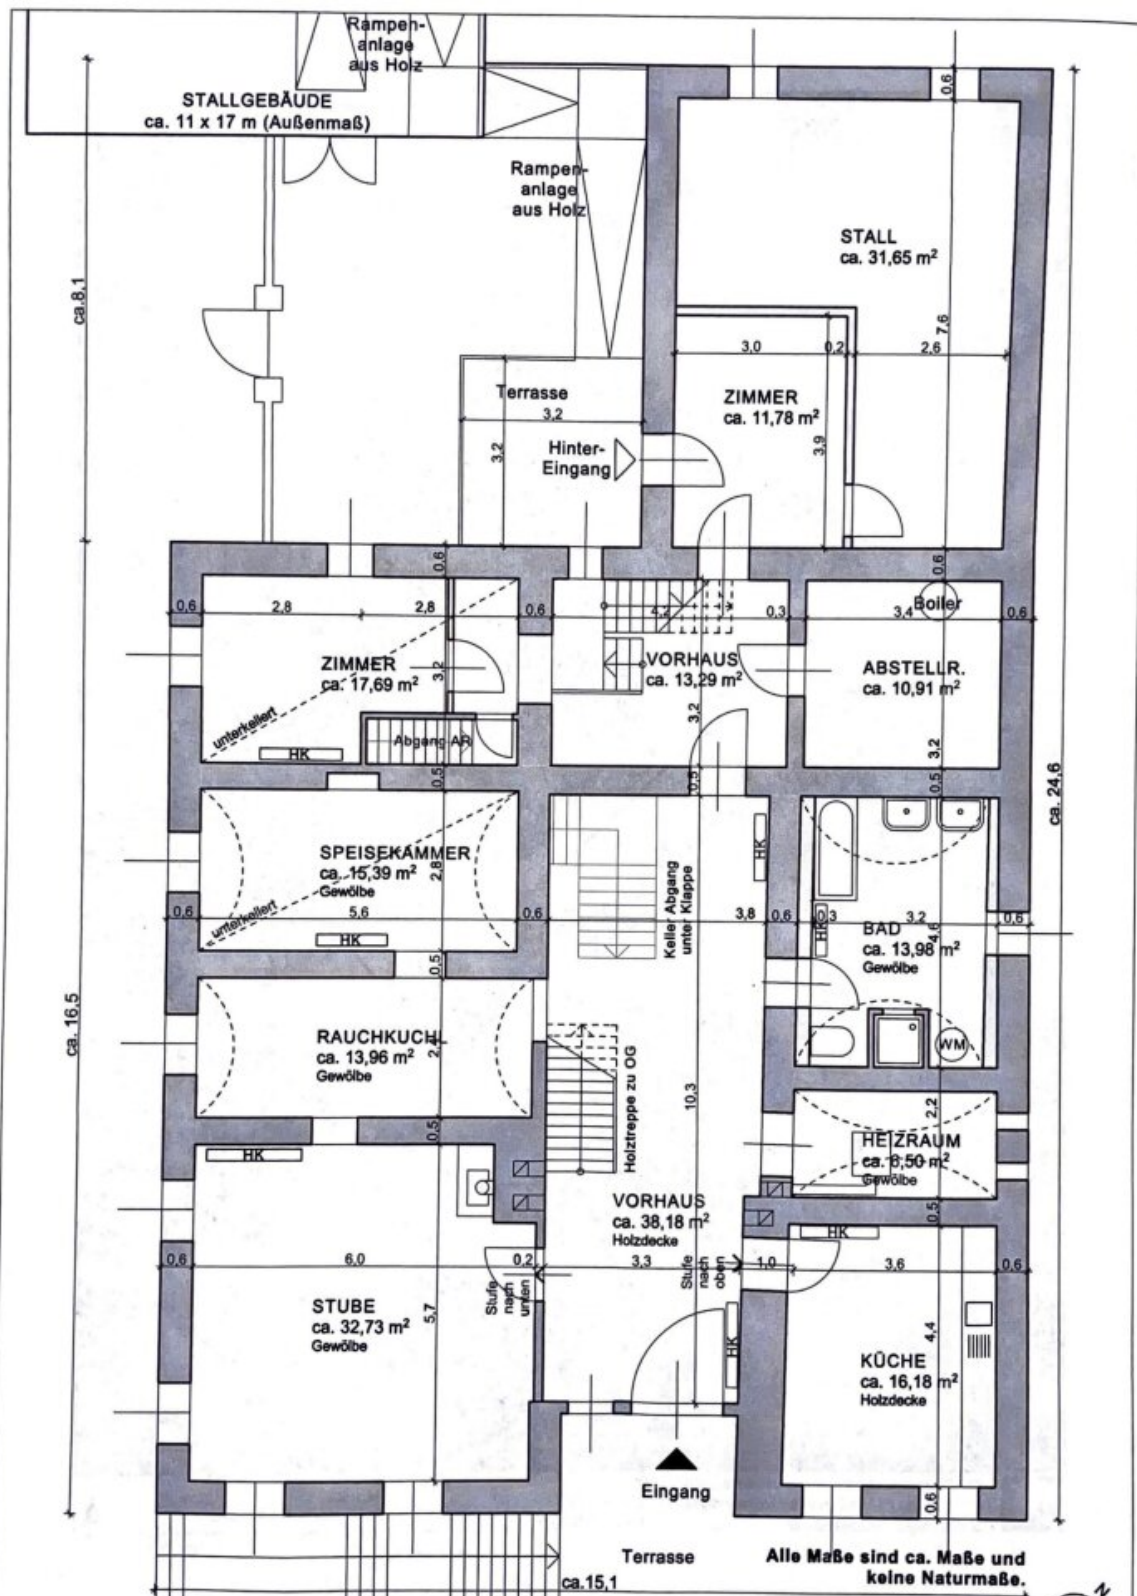 Rampen-
anlage
aus Holz
STALLGEBÄUDE
ca. 11 x 17 m (Außenmaß)
0,6
Rampen-
anlage
aus Holz
STALL
ca. 31,65 m²
ca.8,1
7,6
3,0
0,2
2,6
Terrasse
3,2
3,2
ZIMMER
ca. 11,78 m²
3,9
Hinter-
Eingang
0,6
0,6
0,6
2,8
2,8
0,6
4,2
0,3
3,4
0,6
Boiler
ZIMMER
ca. 17,69 m²
3,2
VORHAUS
ca. 13,29 m²
3,2
ABSTELLR.
ca. 10,91 m²
3,2
unterkellert
Abgang AR
HK
0,5
0,5
0,5
ca. 24,6
HK
SPEISEKAMMER
ca. 15,39 m²
Gewölbe
2,8
Keller Abgang
unter Klappe
unterkellert
0,6
5,6
0,6
3,8
0,6
0,3
3,2
0,6
HK
HK
BAD
ca. 13,98 m²
Gewölbe
4,6
0,5
ca. 16,5
RAUCHKUCHL
ca. 13,96 m²
Gewölbe
WM
10,3
Holztreppe zu OG
2,2
0,5
HK
HEIZRAUM
ca. 6,50 m²
Gewölbe
VORHAUS
ca. 38,18 m²
Holzdecke
0,5
HK
0,6
6,0
0,2
3,3
1,0
3,6
0,6
Stufe
nach
unten
Stufe
nach
oben
STUBE
ca. 32,73 m²
Gewölbe
5,7
HK
4,4
KÜCHE
ca. 16,18 m²
Holzdecke
Eingang
0,6
Terrasse
Alle Maße sind ca. Maße und
keine Naturmaße.
ca.15,1